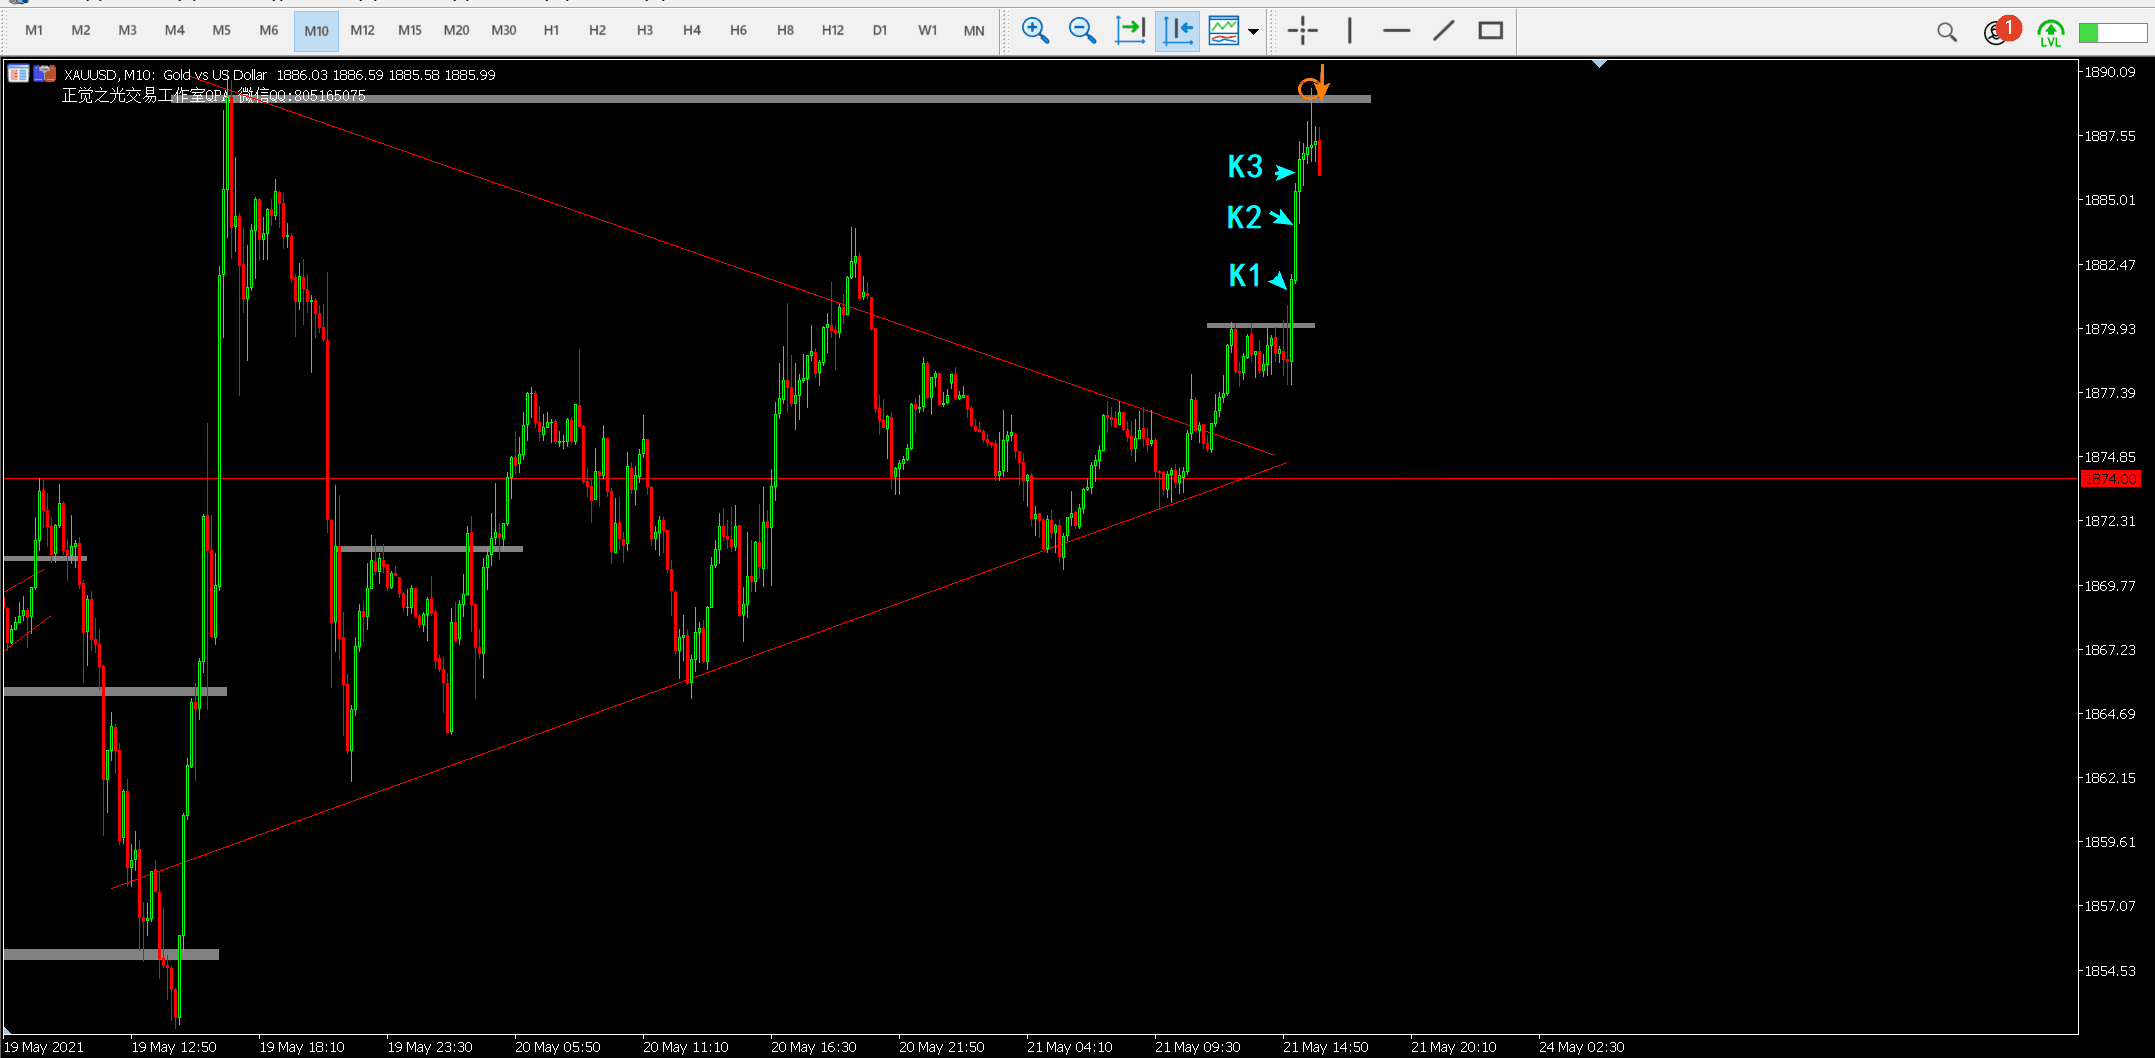 M1 M2 M3 M4 M5 M6 M10 M12 M15 M20 M30 H1 H2 H3 H4 H6 H8 H12 D1 W1 MN
1
LVL
XAUUSD, M10: Gold vs US Dollar 1886.03 1886.59 1885.58 1885.99
正觉之光交易工作室QPA 微信QQ:805165075
K3
K2
K1
1890.09
1887.55
1885.01
1882.47
1879.93
1877.39
1874.85
1874.00
1872.31
1869.77
1867.23
1864.69
1862.15
1859.61
1857.07
1854.53
19 May 2021 19 May 12:50 19 May 18:10 19 May 23:30 20 May 05:50 20 May 11:10 20 May 16:30 20 May 21:50 21 May 04:10 21 May 09:30 21 May 14:50 21 May 20:10 24 May 02:30